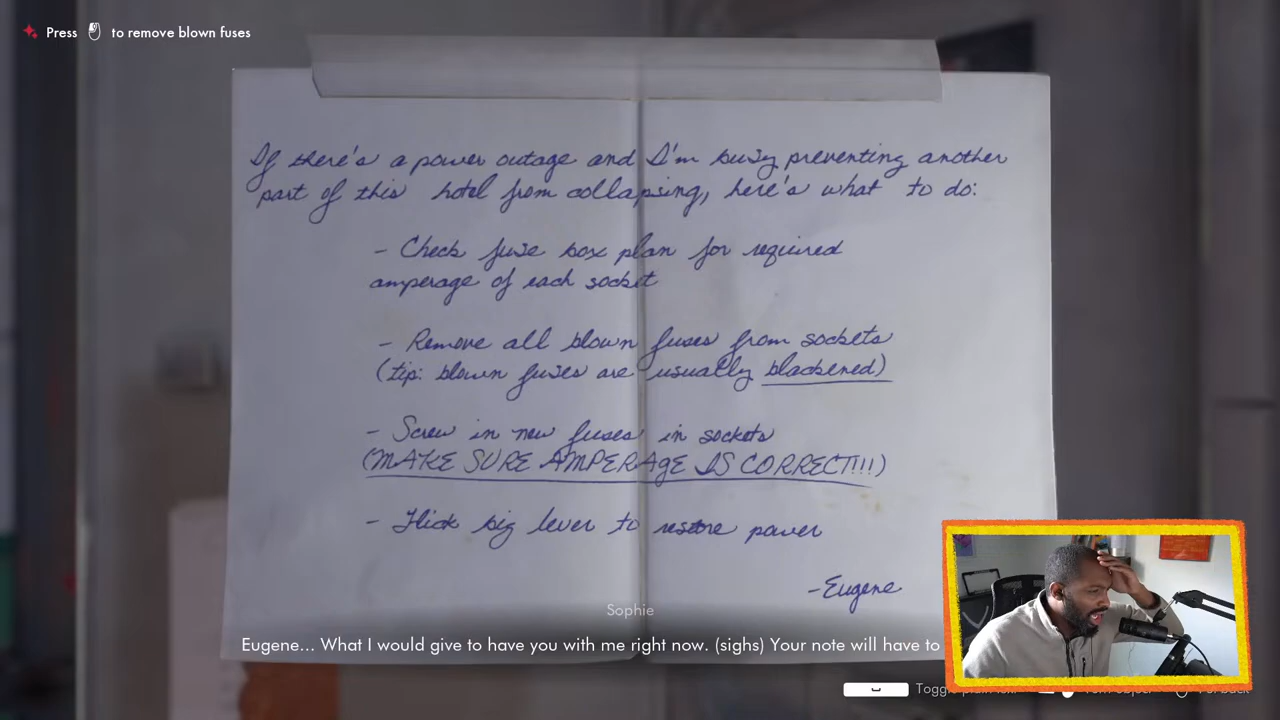 Press to remove blown fuses
If there's a power outage and I'm busy preventing another
part of this hotel from collapsing, here's what to do:
- Check fuse box plan for required
amperage of each socket
- Remove all blown fuses from sockets
(tip: blown fuses are usually blackened)
- Screw in new fuses in sockets
(MAKE SURE AMPERAGE IS CORRECT!!!)
- Flick big lever to restore power
-Eugene
Sophie
Eugene... What I would give to have you with me right now. (sighs) Your note will have to